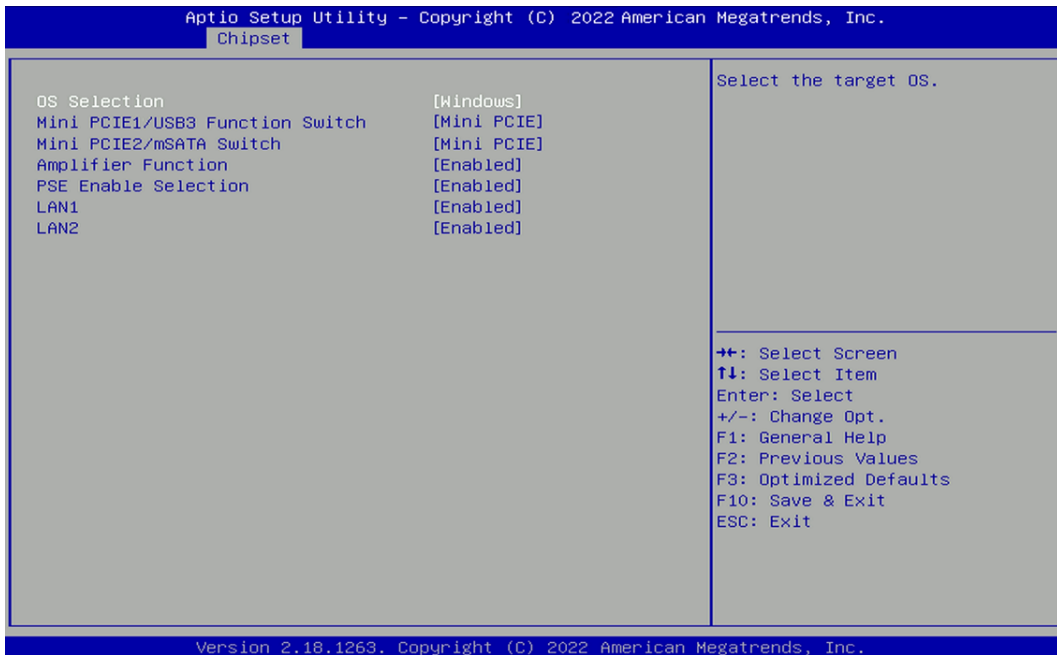 Aptio Setup Utility – Copyright (C) 2022 American Megatrends, Inc.
Chipset
OS Selection [Windows]
Mini PCIE1/USB3 Function Switch [Mini PCIE]
Mini PCIE2/mSATA Switch [Mini PCIE]
Amplifier Function [Enabled]
PSE Enable Selection [Enabled]
LAN1 [Enabled]
LAN2 [Enabled]
Select the target OS.
→←: Select Screen
↑↓: Select Item
Enter: Select
+/-: Change Opt.
F1: General Help
F2: Previous Values
F3: Optimized Defaults
F10: Save & Exit
ESC: Exit
Version 2.18.1263. Copyright (C) 2022 American Megatrends, Inc.